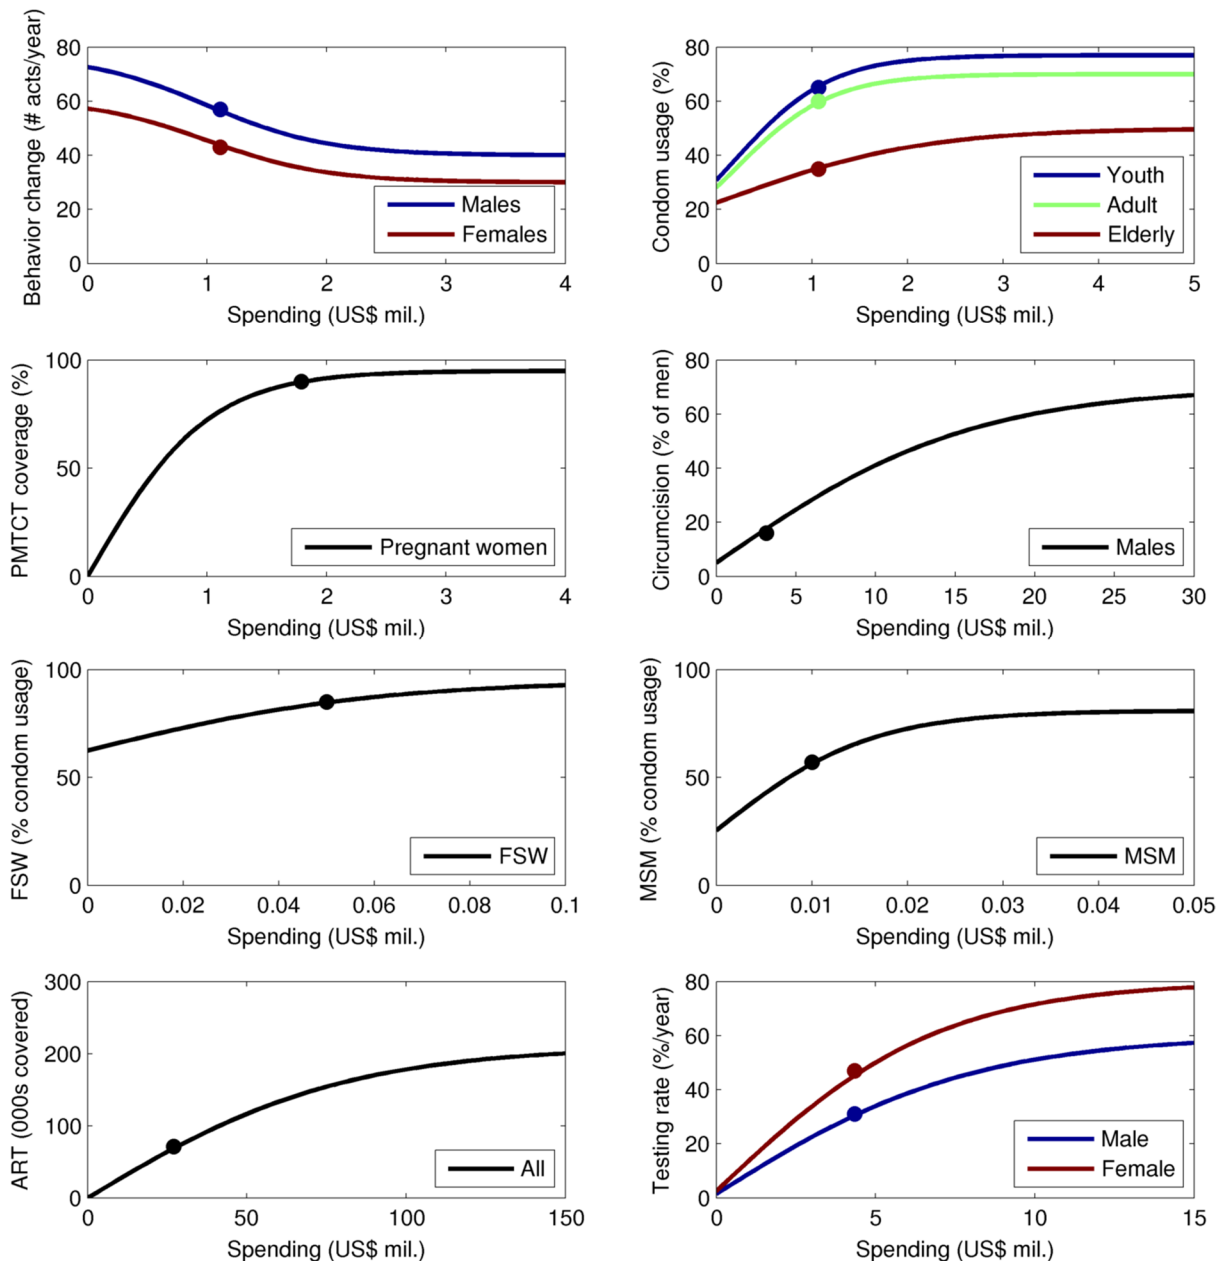 Behavior change (# acts/year)
80
60
40
20
0
Males
Females
0 1 2 3 4
Spending (US$ mil.)
Condom usage (%)
80
60
40
20
0
Youth
Adult
Elderly
0 1 2 3 4 5
Spending (US$ mil.)
PMTCT coverage (%)
100
50
0
Pregnant women
0 1 2 3 4
Spending (US$ mil.)
Circumcision (% of men)
80
60
40
20
0
Males
0 5 10 15 20 25 30
Spending (US$ mil.)
FSW (% condom usage)
100
50
0
FSW
0 0.02 0.04 0.06 0.08 0.1
Spending (US$ mil.)
MSM (% condom usage)
100
50
0
MSM
0 0.01 0.02 0.03 0.04 0.05
Spending (US$ mil.)
ART (000s covered)
300
200
100
0
All
0 50 100 150
Spending (US$ mil.)
Testing rate (%/year)
80
60
40
20
0
Male
Female
0 5 10 15
Spending (US$ mil.)